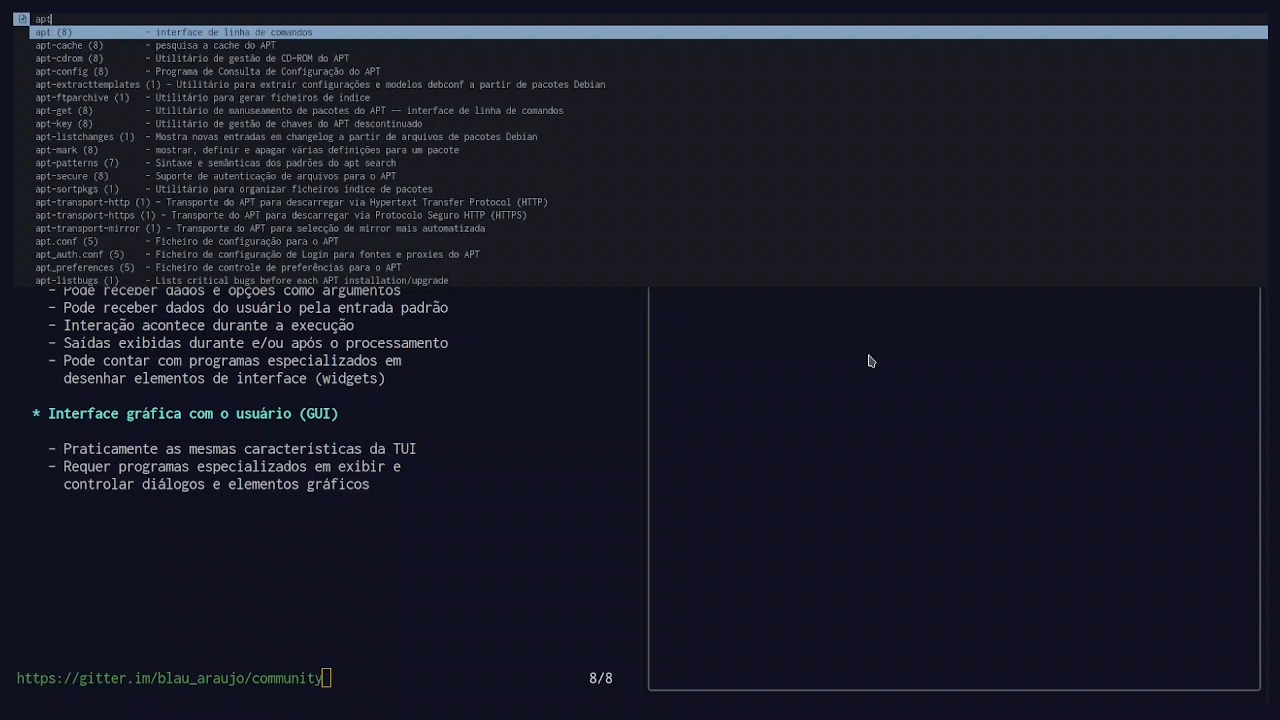 apt
apt (8) - interface de linha de comandos
apt-cache (8) - pesquisa a cache do APT
apt-cdrom (8) - Utilitário de gestão de CD-ROM do APT
apt-config (8) - Programa de Consulta de Configuração do APT
apt-extracttemplates (1) - Utilitário para extrair configurações e modelos debconf a partir de pacotes Debian
apt-ftparchive (1) - Utilitário para gerar ficheiros de índice
apt-get (8) - Utilitário de manuseamento de pacotes do APT -- interface de linha de comandos
apt-key (8) - Utilitário de gestão de chaves do APT descontinuado
apt-listchanges (1) - Mostra novas entradas em changelog a partir de arquivos de pacotes Debian
apt-mark (8) - mostrar, definir e apagar várias definições para um pacote
apt-patterns (7) - Sintaxe e semânticas dos padrões do apt search
apt-secure (8) - Suporte de autenticação de arquivos para o APT
apt-sortpkgs (1) - Utilitário para organizar ficheiros índice de pacotes
apt-transport-http (1) - Transporte do APT para descarregar via Hypertext Transfer Protocol (HTTP)
apt-transport-https (1) - Transporte do APT para descarregar via Protocolo Seguro HTTP (HTTPS)
apt-transport-mirror (1) - Transporte do APT para selecção de mirror mais automatizada
apt.conf (5) - Ficheiro de configuração para o APT
apt_auth.conf (5) - Ficheiro de configuração de Login para fontes e proxies do APT
apt_preferences (5) - Ficheiro de controle de preferências para o APT
apt-listbugs (1) - Lists critical bugs before each APT installation/upgrade
- Pode receber dados e opções como argumentos
- Pode receber dados do usuário pela entrada padrão
- Interação acontece durante a execução
- Saídas exibidas durante e/ou após o processamento
- Pode contar com programas especializados em
desenhar elementos de interface (widgets)
* Interface gráfica com o usuário (GUI)
- Praticamente as mesmas características da TUI
- Requer programas especializados em exibir e
controlar diálogos e elementos gráficos
https://gitter.im/blau_araujo/community 8/8